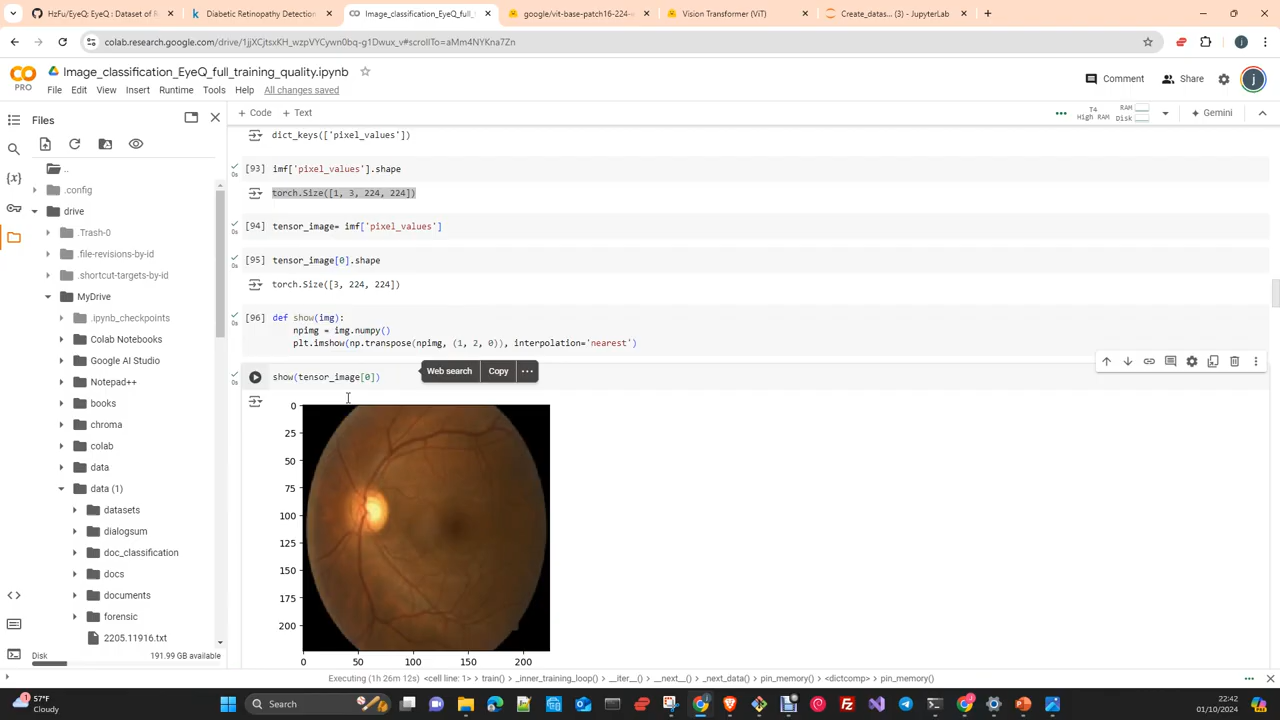 HzFu/EyeQ: EyeQ : Dataset of R
Diabetic Retinopathy Detection
Image_classification_EyeQ_full_
google/vit-base-patch16-224-
Vision Transformer (ViT)
Create_datas... (3) - JupyterLab
colab.research.google.com/drive/1jjXCjtsxKH_wzpVYCywn0bq-g1Dwux_v#scrollTo=aMm4NYKna7Zn
CO PRO
Image_classification_EyeQ_full_training_quality.ipynb
File Edit View Insert Runtime Tools Help All changes saved
Comment Share j
Files
+ Code + Text
T4 High RAM RAM Disk
Gemini
..
.config
drive
.Trash-0
.file-revisions-by-id
.shortcut-targets-by-id
MyDrive
.ipynb_checkpoints
Colab Notebooks
Google AI Studio
Notepad++
books
chroma
colab
data
data (1)
datasets
dialogsum
doc_classification
docs
documents
forensic
2205.11916.txt
Disk 191.99 GB available
dict_keys(['pixel_values'])
[93] imf['pixel_values'].shape
0s
torch.Size([1, 3, 224, 224])
[94] tensor_image= imf['pixel_values']
0s
[95] tensor_image[0].shape
0s
torch.Size([3, 224, 224])
[96] def show(img):
0s
npimg = img.numpy()
plt.imshow(np.transpose(npimg, (1, 2, 0)), interpolation='nearest')
Web search Copy
show(tensor_image[0])
0s
0
25
50
75
100
125
150
175
200
0 50 100 150 200
Executing (1h 26m 12s) <cell line: 1> train() _inner_training_loop() __iter__() __next__() _next_data() pin_memory() <dictcomp> pin_memory()
57°F
Cloudy
Search
22:42
01/10/2024